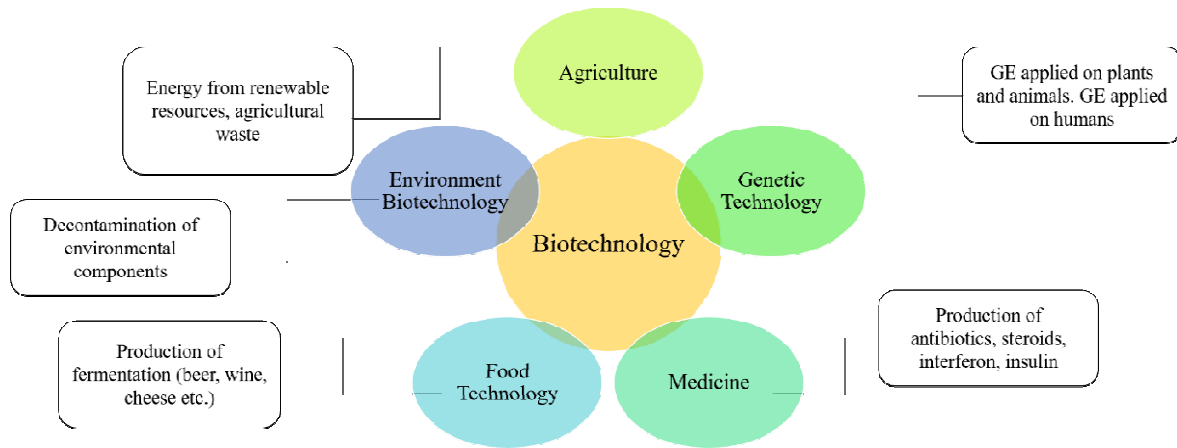 Agriculture
Energy from renewable
resources, agricultural
waste
GE applied on plants
and animals. GE applied
on humans
Environment
Biotechnology
Genetic
Technology
Decontamination of
environmental
components
Biotechnology
Production of
fermentation (beer, wine,
cheese etc.)
Food
Technology
Medicine
Production of
antibiotics, steroids,
interferon, insulin